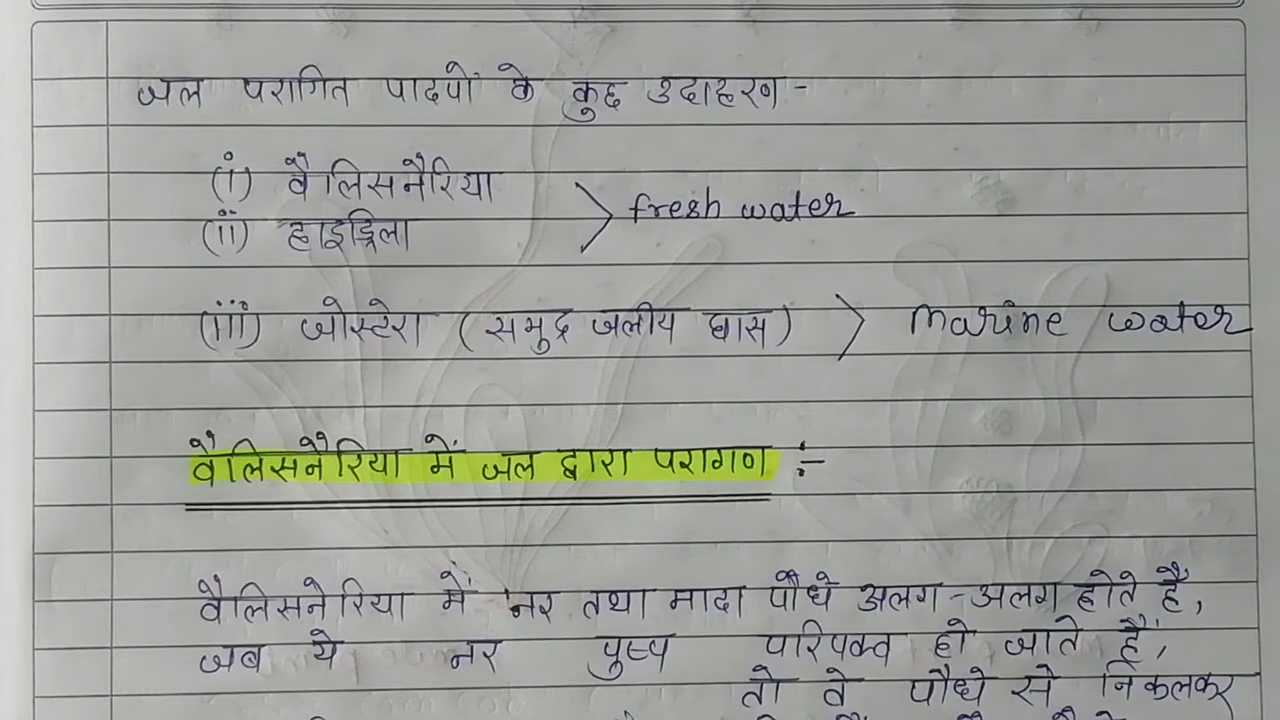 जल परागित पादपों के कुछ उदाहरण -
(i) वैलिसनैरिया
(ii) हाइड्रिला
> fresh water
(iii) जोस्टेरा (समुद्र जलीय घास) > marine water
वैलिसनैरिया में जल द्वारा परागण :-
वैलिसनेरिया में नर तथा मादा पौधे अलग-अलग होते हैं,
जब ये नर पुष्प परिपक्व हो जाते हैं,
तो वे पौधे से निकलकर